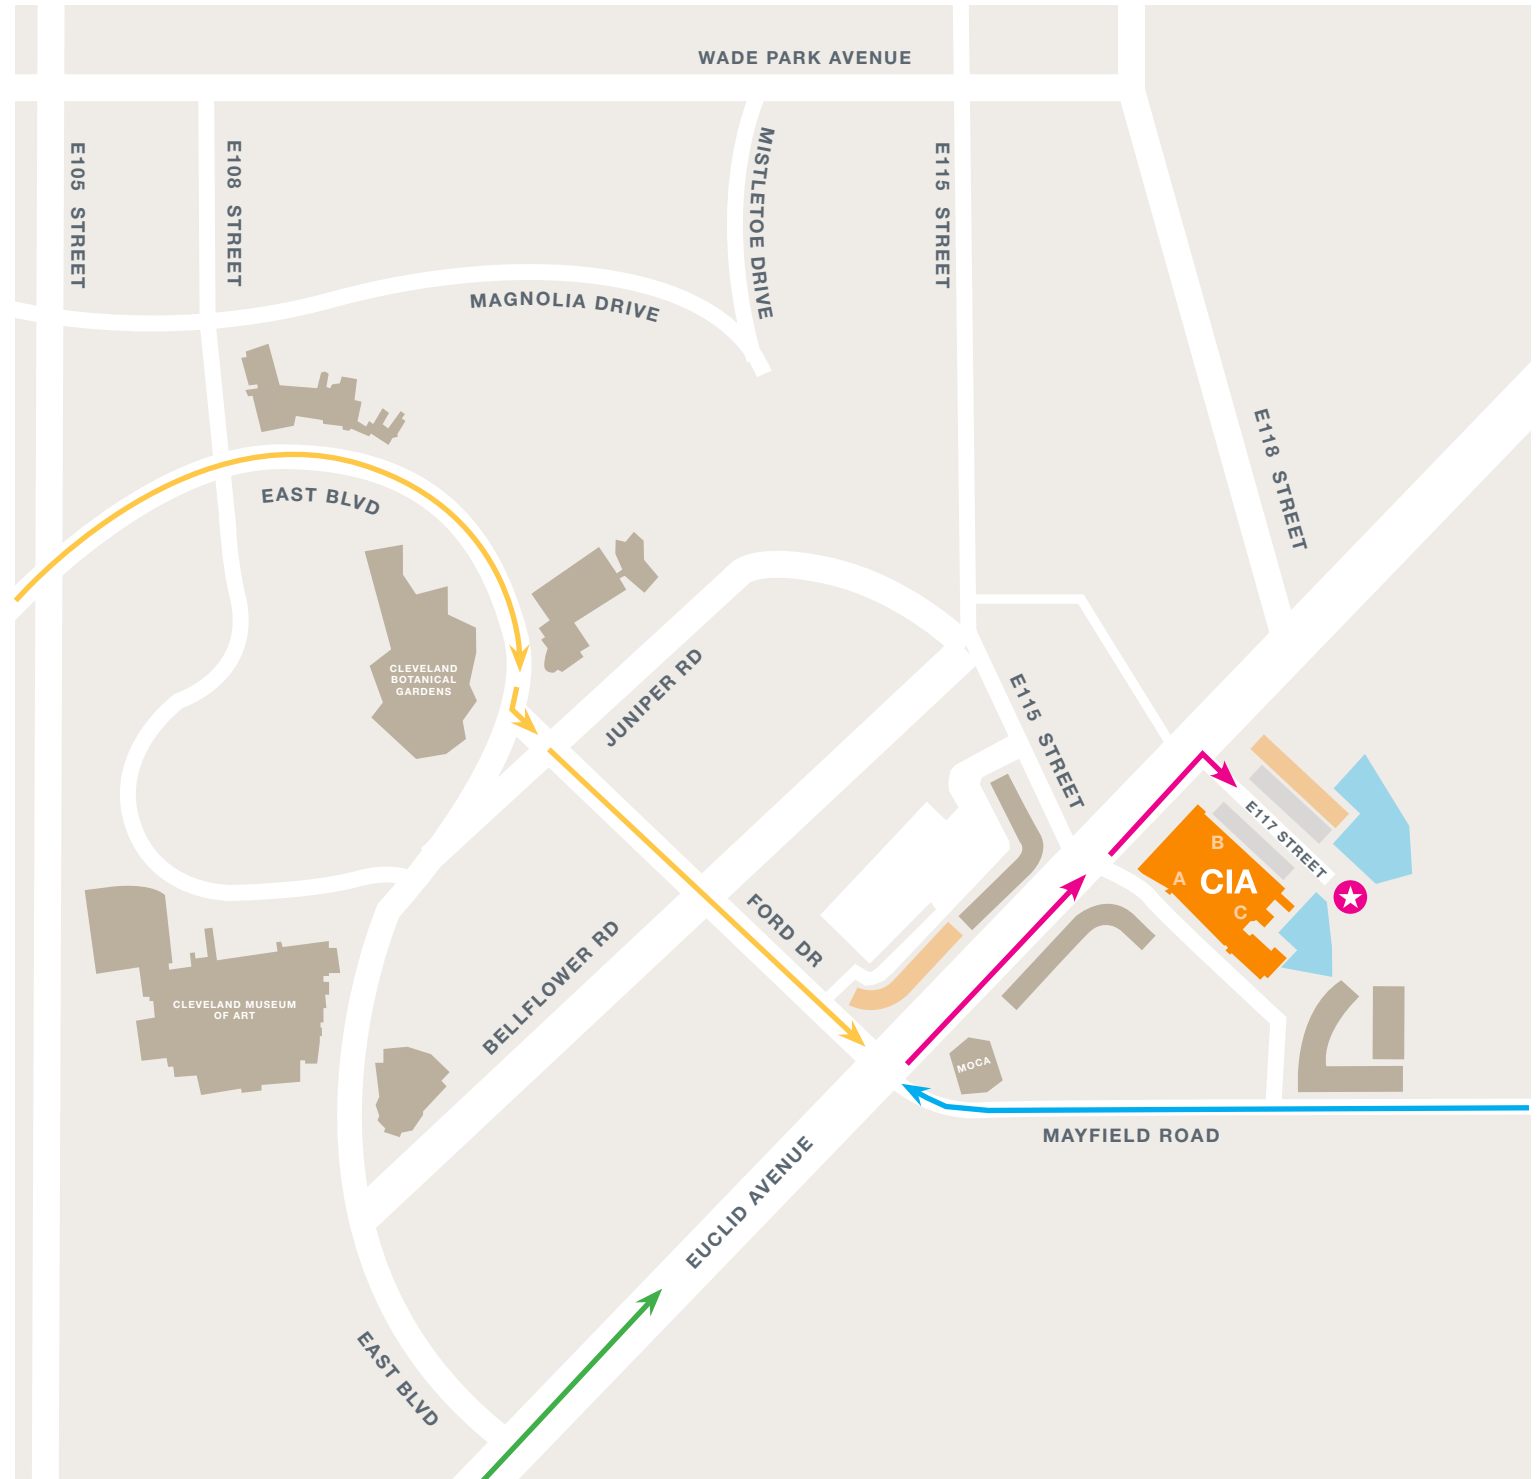 WADE PARK AVENUE
E105 STREET
E108 STREET
MISTLETOE DRIVE
E115 STREET
MAGNOLIA DRIVE
E118 STREET
EAST BLVD
CLEVELAND
BOTANICAL
GARDENS
JUNIPER RD
E115 STREET
E117 STREET
B
A
CIA
C
FORD DR
BELLFLOWER RD
CLEVELAND MUSEUM
OF ART
MOCA
MAYFIELD ROAD
EUCLID AVENUE
EAST BLVD